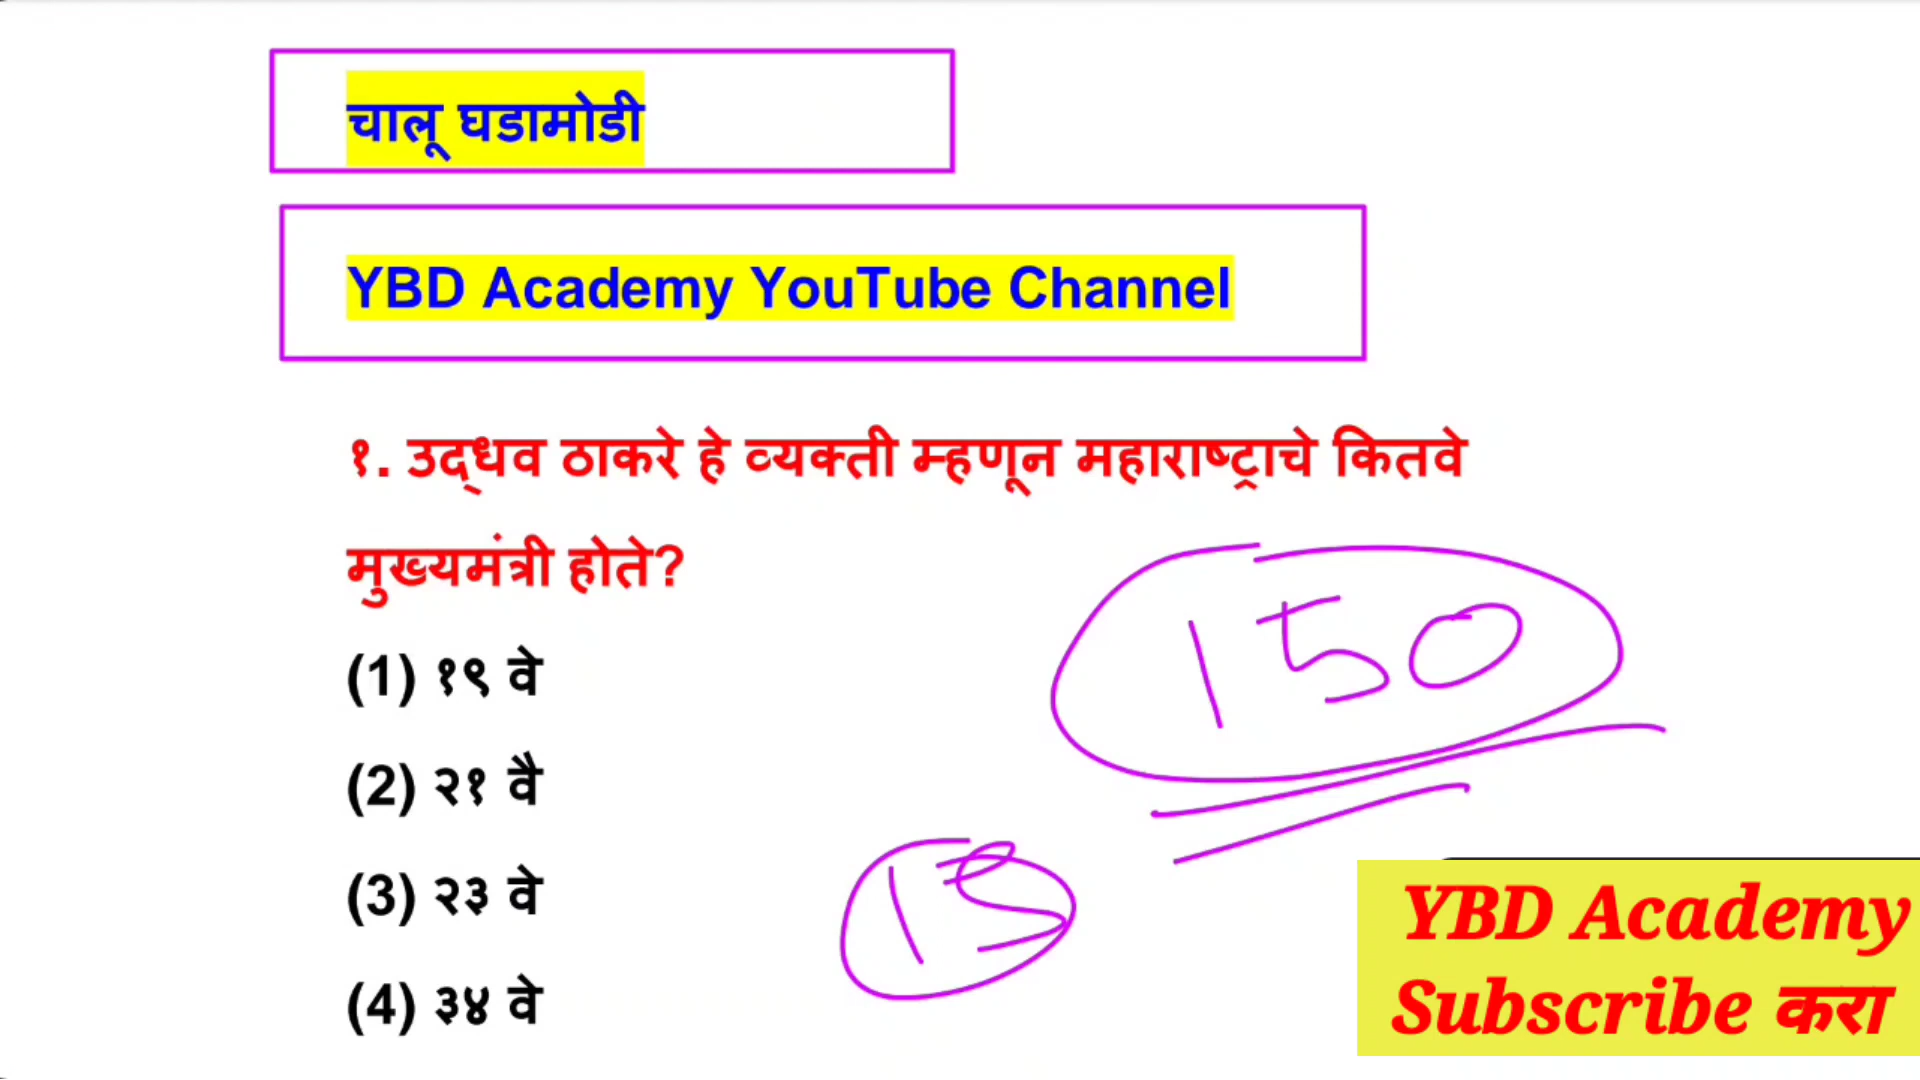 चालू घडामोडी
YBD Academy YouTube Channel
१. उद्धव ठाकरे हे व्यक्ती म्हणून महाराष्ट्राचे कितवे
मुख्यमंत्री होते?
150
(1) १९ वे
(2) २१ वै
(3) २३ वे
(4) ३४ वे
YBD Academy
Subscribe करा